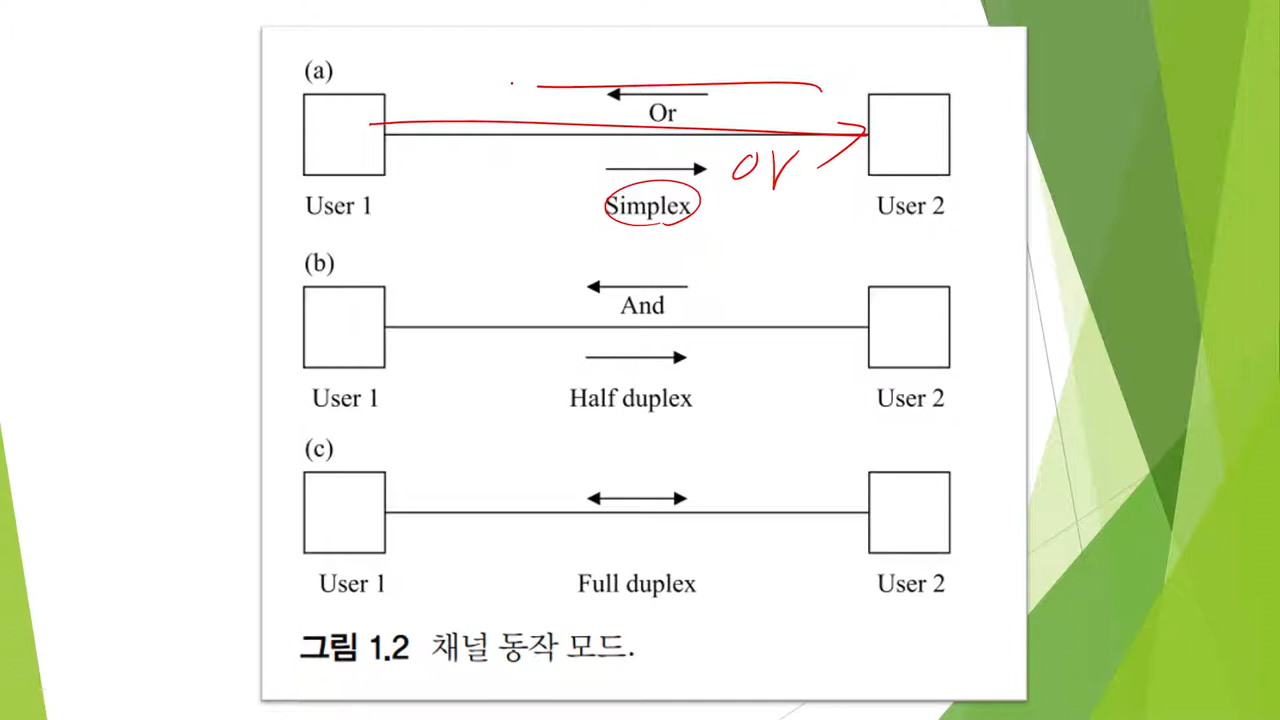 (a)
Or
or
User 1
Simplex
User 2
(b)
And
User 1
Half duplex
User 2
(c)
User 1
Full duplex
User 2
그림 1.2 채널 동작 모드.